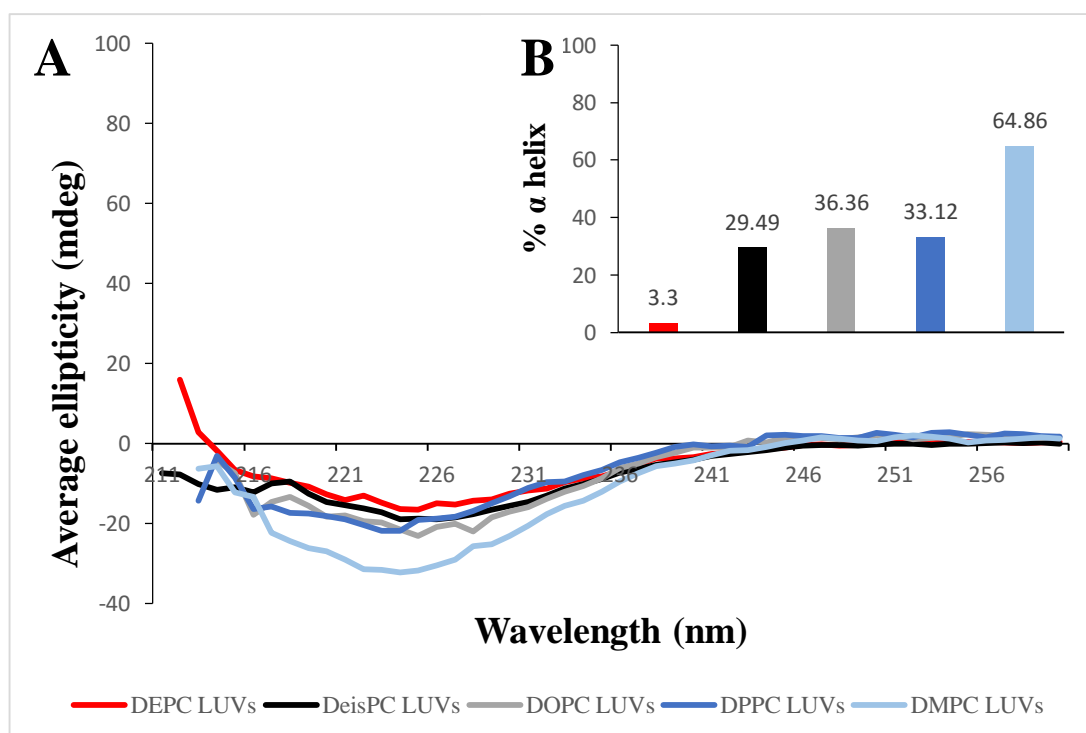 A
B
100
80
60
40
20
0
-20
-40
Average ellipticity (mdeg)
100
80
60
40
20
0
% α helix
3.3
29.49
36.36
33.12
64.86
211 216 221 226 231 236 241 246 251 256
Wavelength (nm)
DEPC LUVs DeisPC LUVs DOPC LUVs DPPC LUVs DMPC LUVs